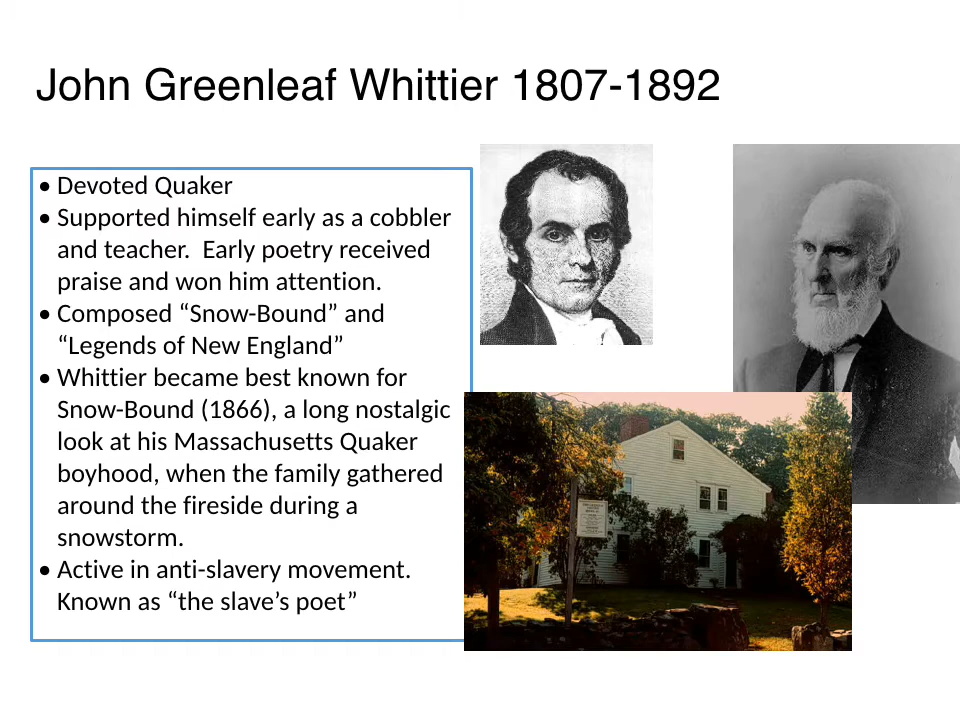 John Greenleaf Whittier 1807-1892
• Devoted Quaker
• Supported himself early as a cobbler
and teacher.  Early poetry received
praise and won him attention.
• Composed “Snow-Bound” and
“Legends of New England”
• Whittier became best known for
Snow-Bound (1866), a long nostalgic
look at his Massachusetts Quaker
boyhood, when the family gathered
around the fireside during a
snowstorm.
• Active in anti-slavery movement.
Known as “the slave’s poet”